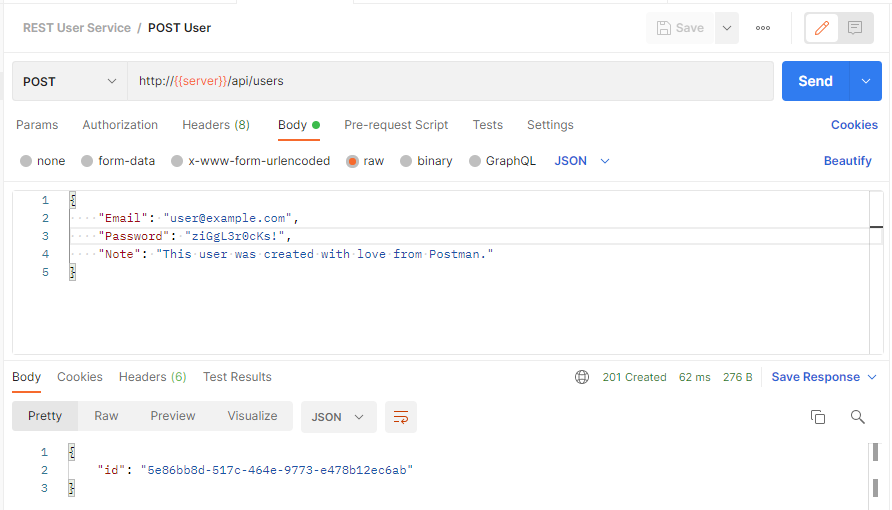 REST User Service / POST User
Save
POST http://{{server}}/api/users Send
Params Authorization Headers (8) Body Pre-request Script Tests Settings Cookies
none form-data x-www-form-urlencoded raw binary GraphQL JSON Beautify
1 {
2 "Email": "user@example.com",
3 "Password": "ziGgL3r0cKs!",
4 "Note": "This user was created with love from Postman."
5 }
Body Cookies Headers (6) Test Results 201 Created 62 ms 276 B Save Response
Pretty Raw Preview Visualize JSON
1 {
2 "id": "5e86bb8d-517c-464e-9773-e478b12ec6ab"
3 }